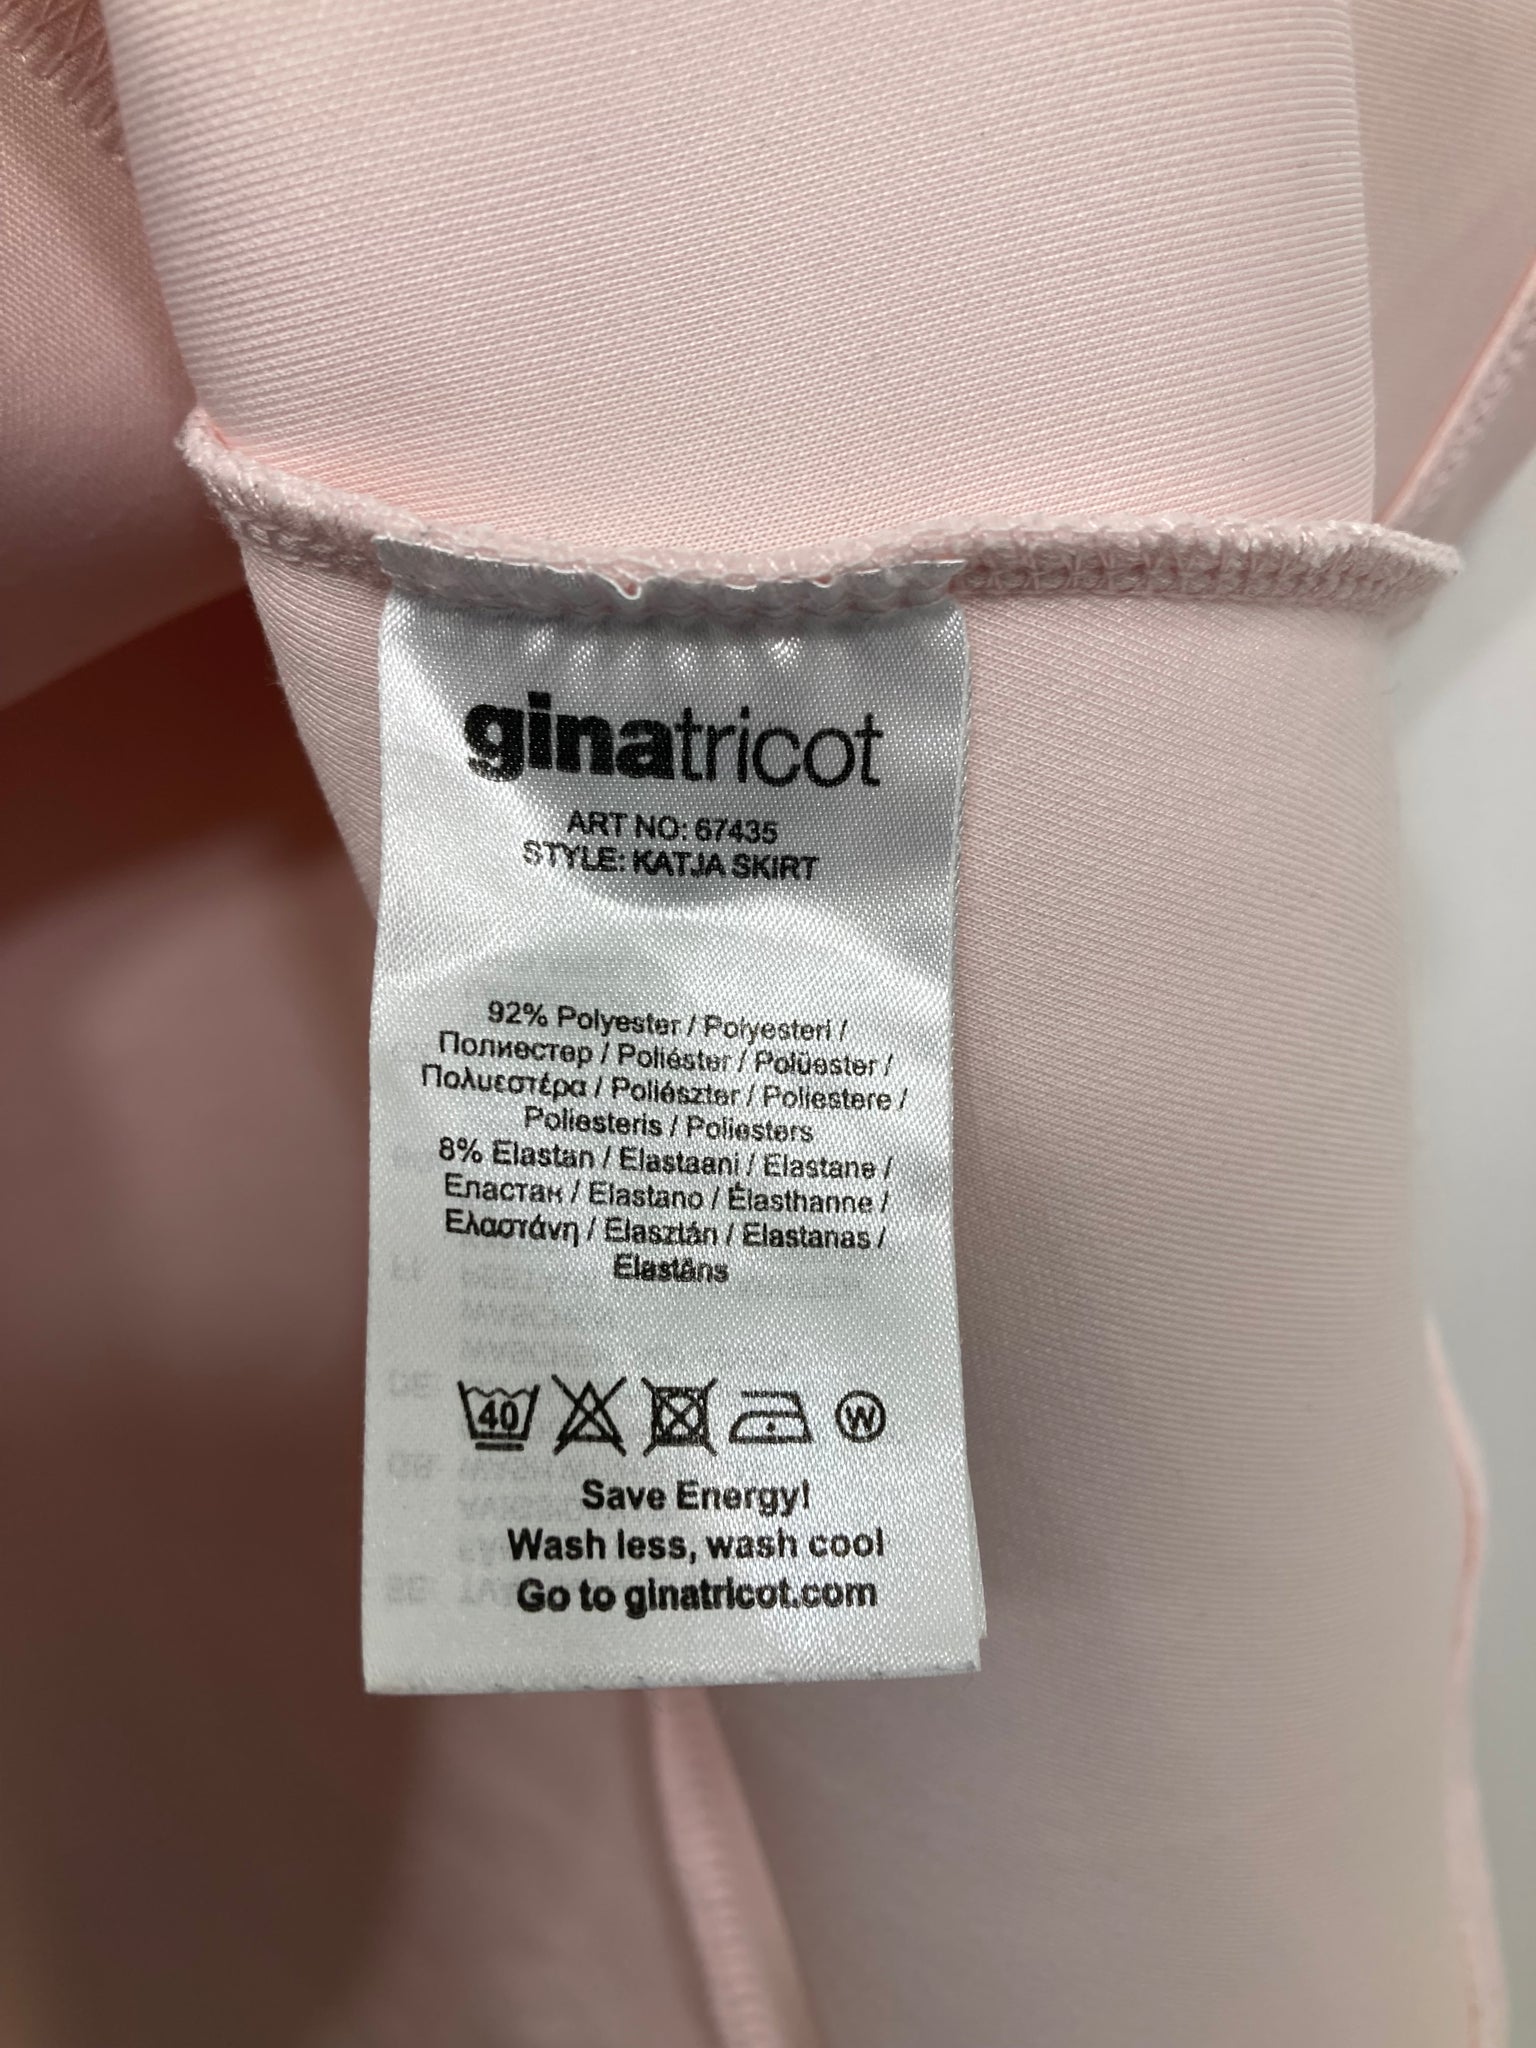 ginatricot
ART NO: 67435
STYLE: KATJA SKIRT
92% Polyester / Polyesteri /
Полиестер / Poliéster / Polüester /
Πολυεστέρα / Poliészter / Poliestere /
Poliesteris / Poliesters
8% Elastan / Elastaani / Elastane /
Еластан / Elastano / Élasthanne /
Ελαστάνη / Elasztán / Elastanas /
Elastāns
40
W
Save Energy!
Wash less, wash cool
Go to ginatricot.com